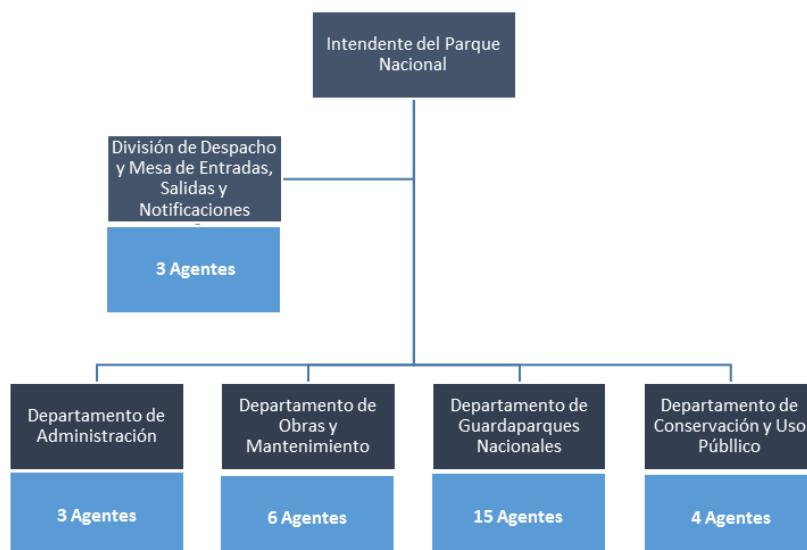 Intendente del Parque
Nacional
División de Despacho
y Mesa de Entradas,
Salidas y
Notificaciones
3 Agentes
Departamento de
Administración
3 Agentes
Departamento de
Obras y
Mantenimiento
6 Agentes
Departamento de
Guardaparques
Nacionales
15 Agentes
Departamento de
Conservación y Uso
Públlico
4 Agentes